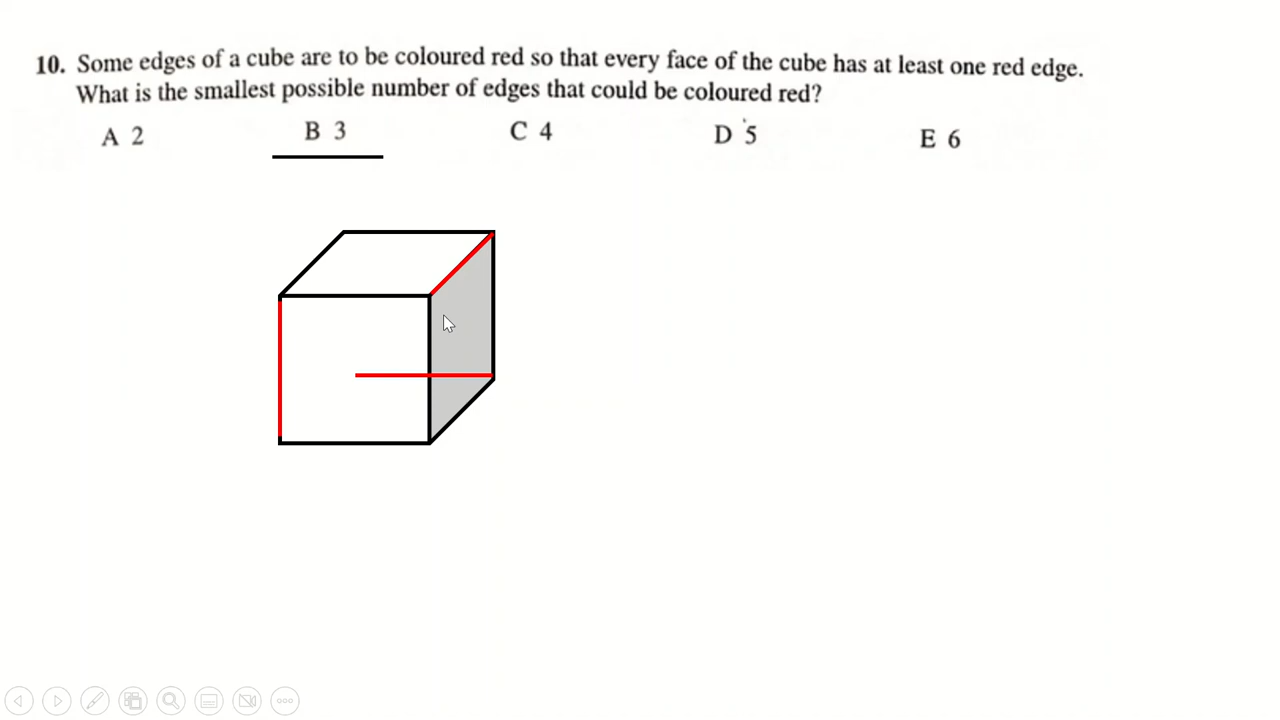 10. Some edges of a cube are to be coloured red so that every face of the cube has at least one red edge.
What is the smallest possible number of edges that could be coloured red?
A 2 B 3 C 4 D 5 E 6